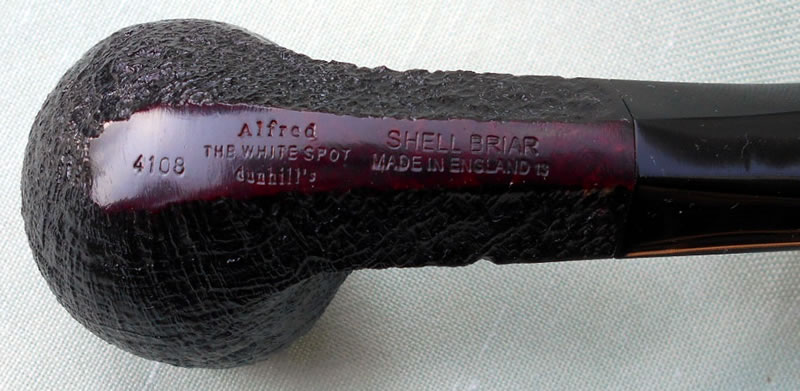 4108
Alfred
THE WHITE SPOT
dunhill's
SHELL BRIAR
MADE IN ENGLAND 13